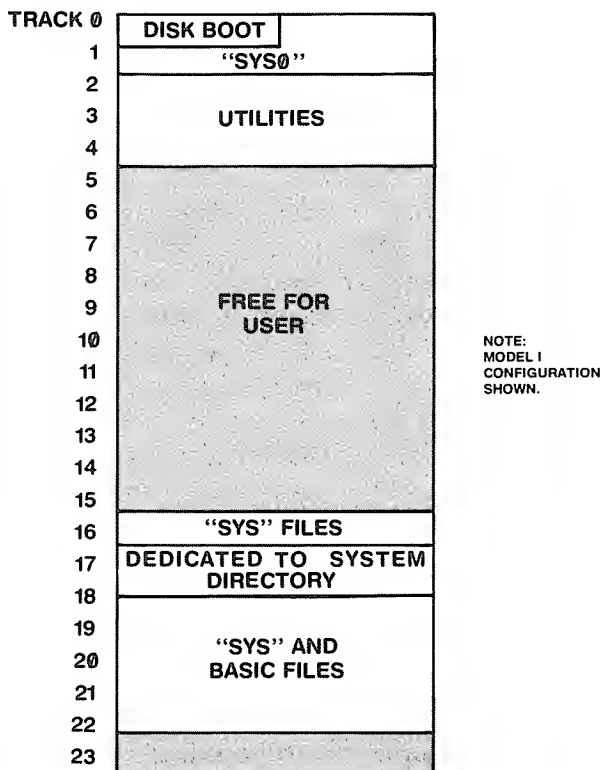 TRACK 0
DISK BOOT
1
“SYS0”
2
3
UTILITIES
4
5
6
7
8
9
FREE FOR
USER
10
11
12
13
14
15
NOTE:
MODEL I
CONFIGURATION
SHOWN.
16
“SYS” FILES
17
DEDICATED TO SYSTEM
DIRECTORY
18
19
20
“SYS” AND
BASIC FILES
21
22
23